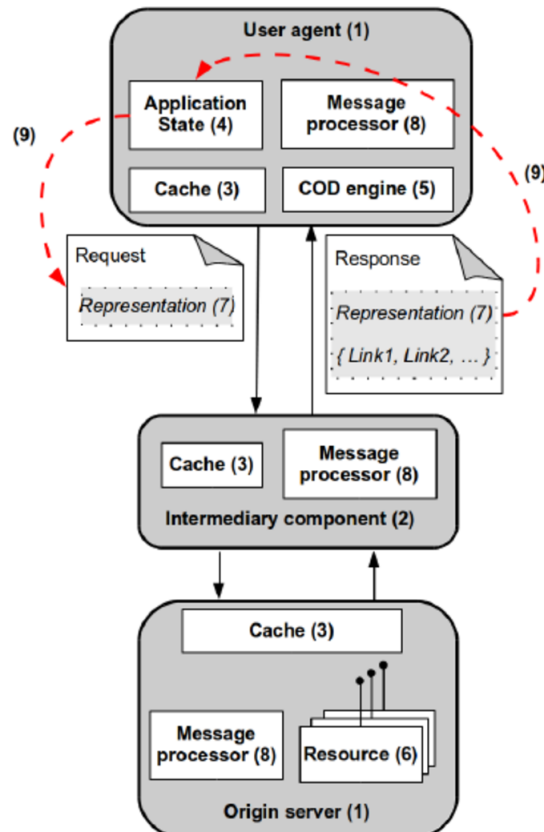 User agent (1)
Application
State (4)
Message
processor (8)
(9)
(9)
Cache (3)
COD engine (5)
Request
Representation (7)
Response
Representation (7)
{ Link1, Link2, ... }
Cache (3)
Message
processor (8)
Intermediary component (2)
Cache (3)
Message
processor (8)
Resource (6)
Origin server (1)